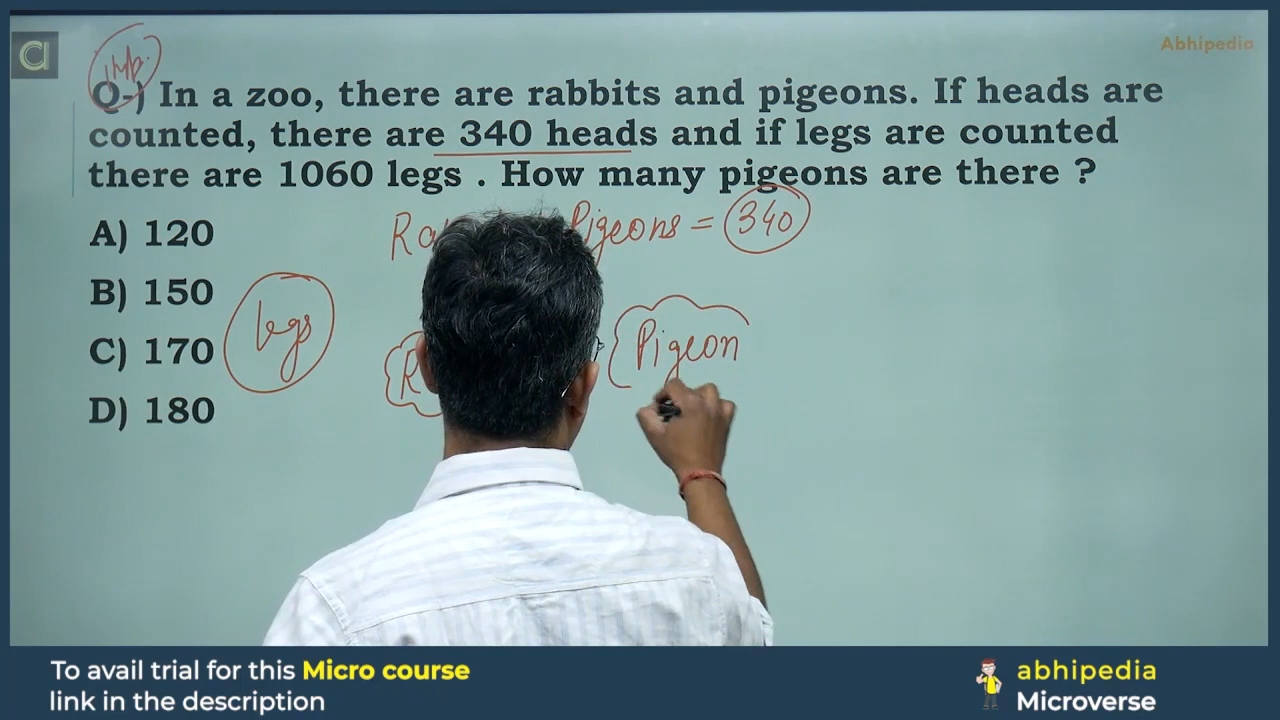 Abhipedia
Imp.
Q-) In a zoo, there are rabbits and pigeons. If heads are
counted, there are 340 heads and if legs are counted
there are 1060 legs . How many pigeons are there ?
Pigeons = 340
A) 120
B) 150
C) 170
D) 180
legs
Pigeon
To avail trial for this Micro course
link in the description
abhipedia
Microverse